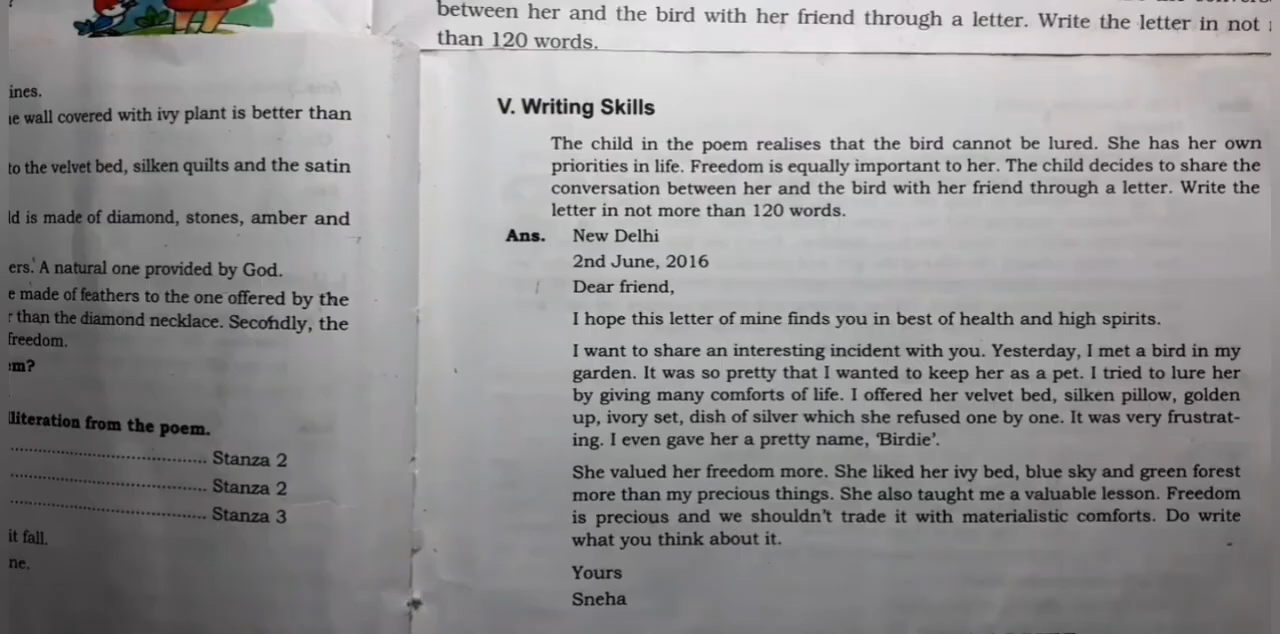 between her and the bird with her friend through a letter. Write the letter in not
than 120 words.
ines.
wall covered with ivy plant is better than
to the velvet bed, silken quilts and the satin
ld is made of diamond, stones, amber and
ers. A natural one provided by God.
e made of feathers to the one offered by the
r than the diamond necklace. Secondly, the
freedom.
em?
lliteration from the poem.
Stanza 2
Stanza 2
Stanza 3
it fall.
ne.
V. Writing Skills
The child in the poem realises that the bird cannot be lured. She has her own
priorities in life. Freedom is equally important to her. The child decides to share the
conversation between her and the bird with her friend through a letter. Write the
letter in not more than 120 words.
Ans. New Delhi
2nd June, 2016
Dear friend,
I hope this letter of mine finds you in best of health and high spirits.
I want to share an interesting incident with you. Yesterday, I met a bird in my
garden. It was so pretty that I wanted to keep her as a pet. I tried to lure her
by giving many comforts of life. I offered her velvet bed, silken pillow, golden
up, ivory set, dish of silver which she refused one by one. It was very frustrat-
ing. I even gave her a pretty name, ‘Birdie’.
She valued her freedom more. She liked her ivy bed, blue sky and green forest
more than my precious things. She also taught me a valuable lesson. Freedom
is precious and we shouldn’t trade it with materialistic comforts. Do write
what you think about it.
Yours
Sneha